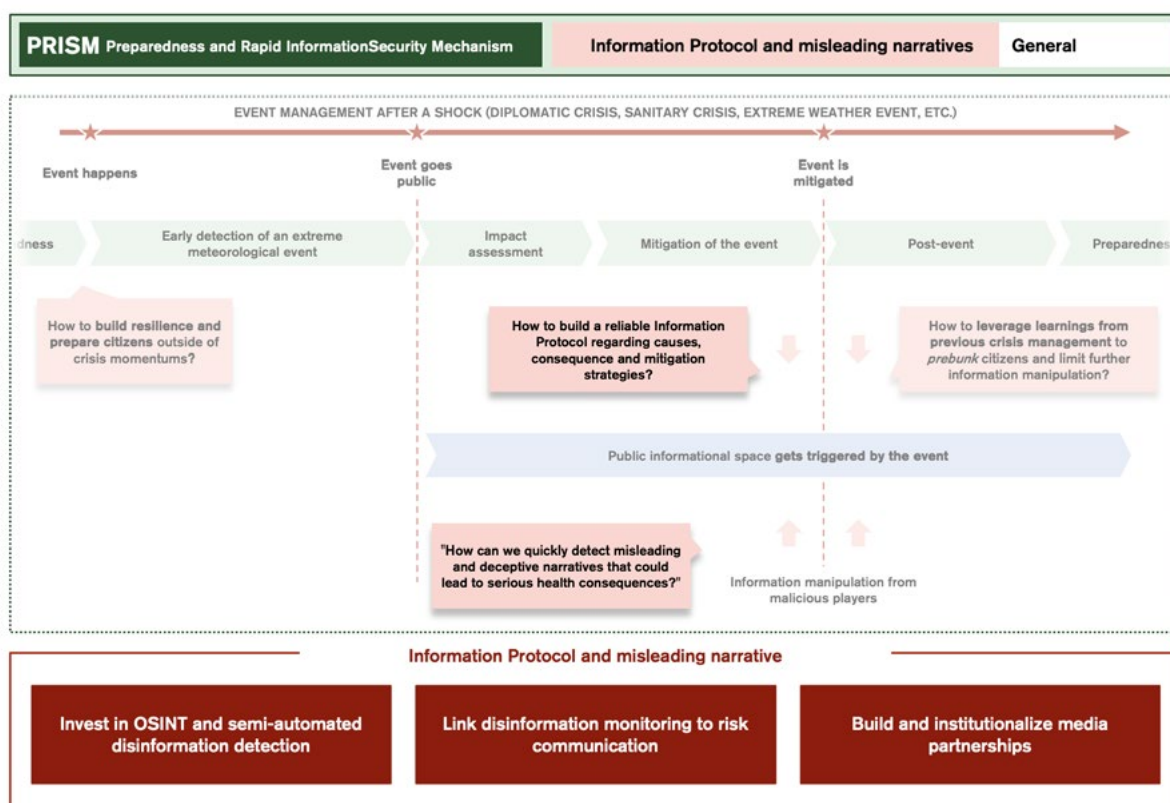 PRISM Preparedness and Rapid InformationSecurity Mechanism
Information Protocol and misleading narratives
General
EVENT MANAGEMENT AFTER A SHOCK (DIPLOMATIC CRISIS, SANITARY CRISIS, EXTREME WEATHER EVENT, ETC.)
Event happens
Event goes
public
Event is
mitigated
dness
Early detection of an extreme
meteorological event
Impact
assessment
Mitigation of the event
Post-event
Preparednes
How to build resilience and
prepare citizens outside of
crisis momentums?
How to build a reliable Information
Protocol regarding causes,
consequence and mitigation
strategies?
How to leverage learnings from
previous crisis management to
prebunk citizens and limit further
information manipulation?
Public informational space gets triggered by the event
"How can we quickly detect misleading
and deceptive narratives that could
lead to serious health consequences?"
Information manipulation from
malicious players
Information Protocol and misleading narrative
Invest in OSINT and semi-automated
disinformation detection
Link disinformation monitoring to risk
communication
Build and institutionalize media
partnerships